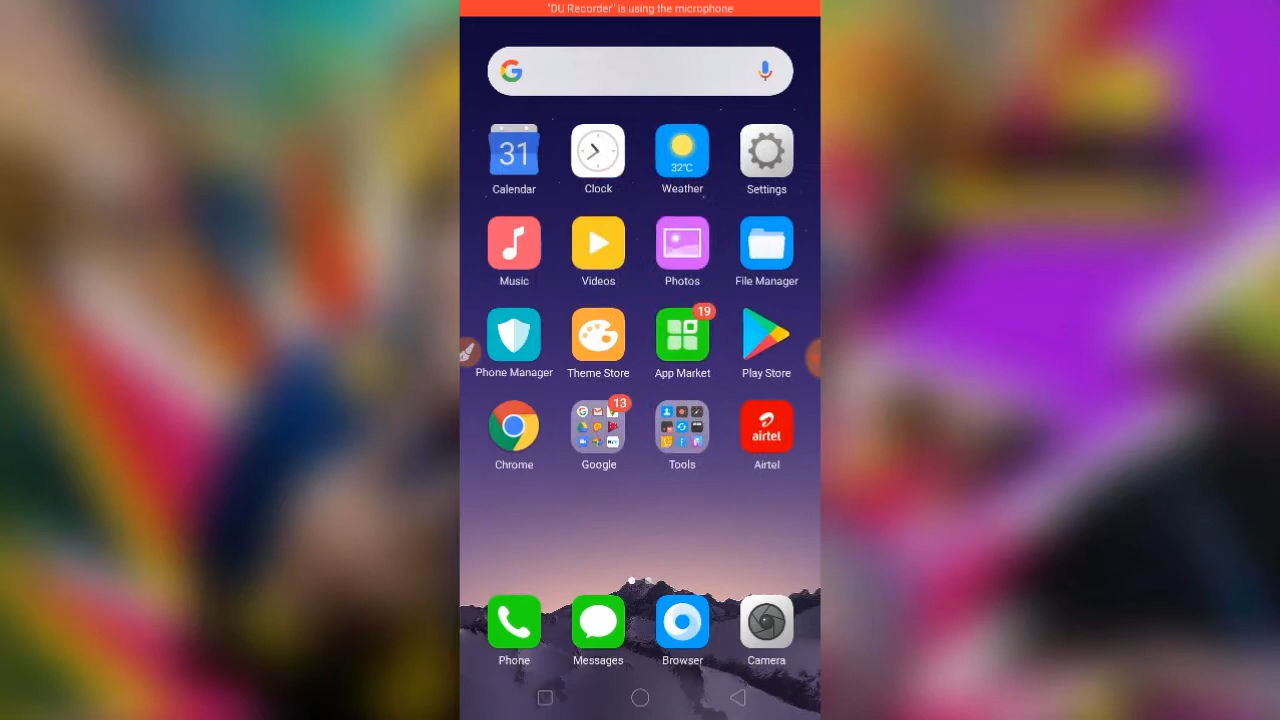 "DU Recorder" is using the microphone
31
32°C
Calendar
Clock
Weather
Settings
Music
Videos
Photos
File Manager
19
Phone Manager
Theme Store
App Market
Play Store
13
airtel
Chrome
Google
Tools
Airtel
Phone
Messages
Browser
Camera